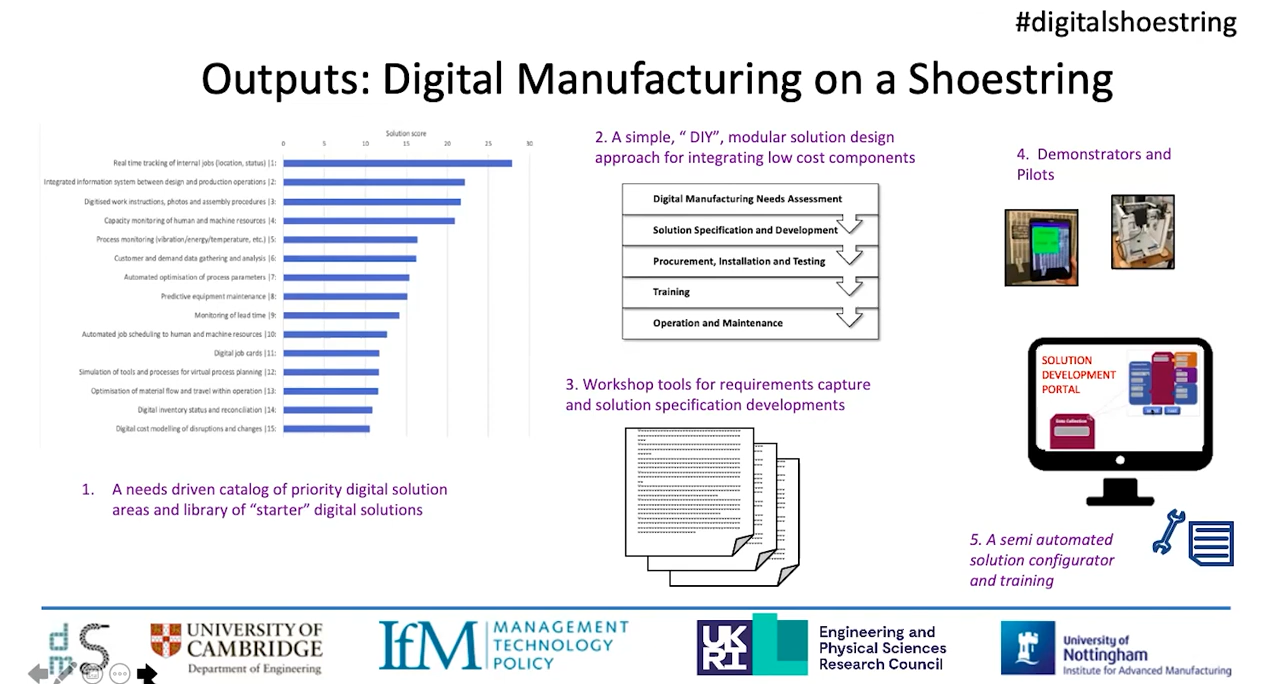 #digitalshoestring
Outputs: Digital Manufacturing on a Shoestring
Solution score
0 5 10 15 20 25 30
Real time tracking of internal jobs (location, status) |1:
Integrated information system between design and production operations |2:
Digitised work instructions, photos and assembly procedures |3:
Capacity monitoring of human and machine resources |4:
Process monitoring (vibration/energy/temperature, etc.) |5:
Customer and demand data gathering and analysis |6:
Automated optimisation of process parameters |7:
Predictive equipment maintenance |8:
Monitoring of lead time |9:
Automated job scheduling to human and machine resources |10:
Digital job cards |11:
Simulation of tools and processes for virtual process planning |12:
Optimisation of material flow and travel within operation |13:
Digital inventory status and reconciliation |14:
Digital cost modelling of disruptions and changes |15:
1. A needs driven catalog of priority digital solution
areas and library of “starter” digital solutions
2. A simple, “ DIY”, modular solution design
approach for integrating low cost components
Digital Manufacturing Needs Assessment
Solution Specification and Development
Procurement, Installation and Testing
Training
Operation and Maintenance
3. Workshop tools for requirements capture
and solution specification developments
4. Demonstrators and
Pilots
SOLUTION
DEVELOPMENT
PORTAL
Data Collection
5. A semi automated
solution configurator
and training
dmS
UNIVERSITY OF
CAMBRIDGE
Department of Engineering
IfM
MANAGEMENT
TECHNOLOGY
POLICY
UK
RI
Engineering and
Physical Sciences
Research Council
University of
Nottingham
Institute for Advanced Manufacturing